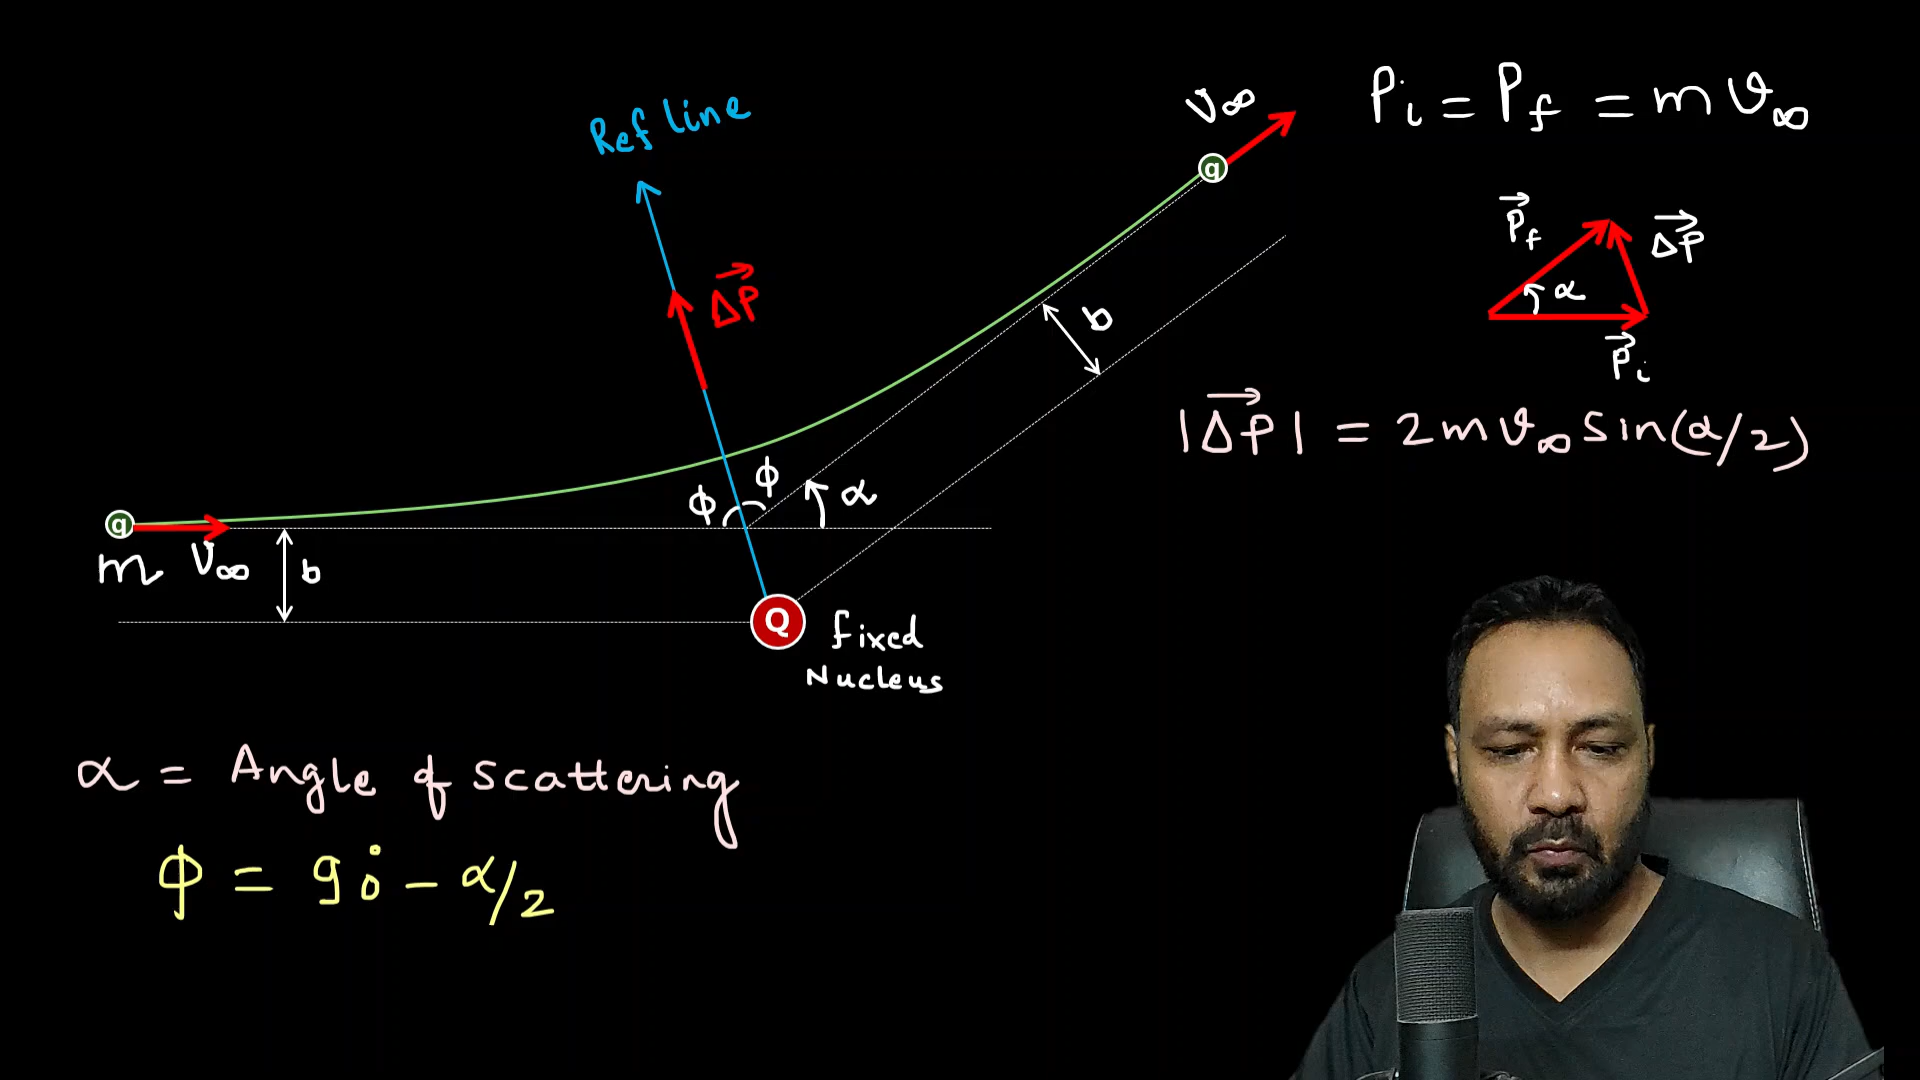 Ref line
V∞
q
Pi = Pf = m v∞
→Pf
→ΔP
α
→Pi
→ΔP
b
|→ΔP| = 2mv∞ sin(α/2)
ϕ ϕ
α
q
m V∞
b
Q
fixed
Nucleus
α = Angle of scattering
ϕ = 90° - α/2